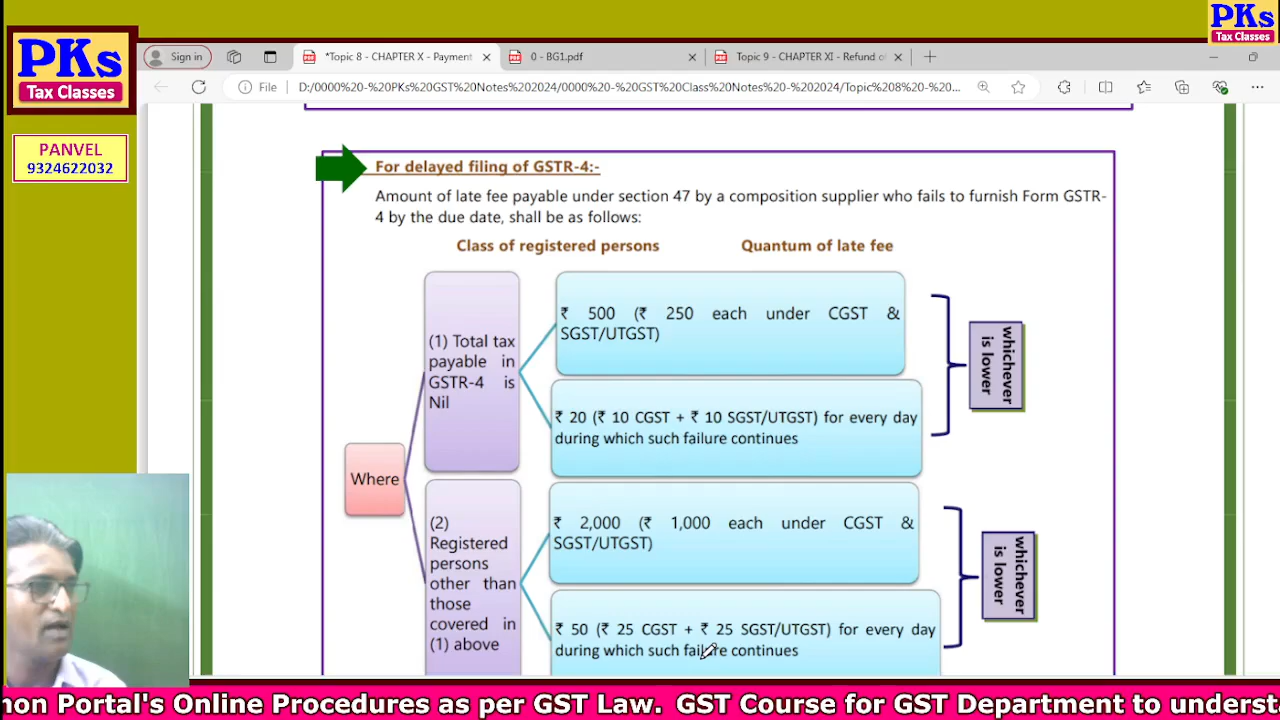 PKs
Tax Classes
PKs
Tax Classes
PANVEL
9324622032
Sign in
*Topic 8 - CHAPTER X - Payment
0 - BG1.pdf
Topic 9 - CHAPTER XI - Refund of
File
D:/0000%20-%20PKs%20GST%20Notes%202024/0000%20-%20GST%20Class%20Notes%20-%202024/Topic%208%20-%20...
For delayed filing of GSTR-4:-
Amount of late fee payable under section 47 by a composition supplier who fails to furnish Form GSTR-
4 by the due date, shall be as follows:
Class of registered persons
Quantum of late fee
Where
(1) Total tax
payable in
GSTR-4 is
Nil
₹ 500 (₹ 250 each under CGST &
SGST/UTGST)
₹ 20 (₹ 10 CGST + ₹ 10 SGST/UTGST) for every day
during which such failure continues
whichever
is lower
(2)
Registered
persons
other than
those
covered in
(1) above
₹ 2,000 (₹ 1,000 each under CGST &
SGST/UTGST)
₹ 50 (₹ 25 CGST + ₹ 25 SGST/UTGST) for every day
during which such failure continues
whichever
is lower
non Portal's Online Procedures as per GST Law. GST Course for GST Department to underst